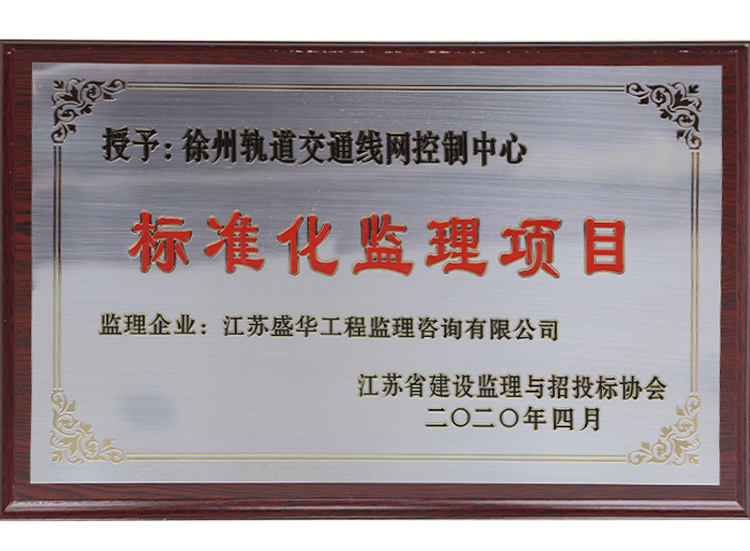 授予：徐州轨道交通线网控制中心
标准化监理项目
监理企业：江苏盛华工程监理咨询有限公司
江苏省建设监理与招投标协会
二〇二〇年四月